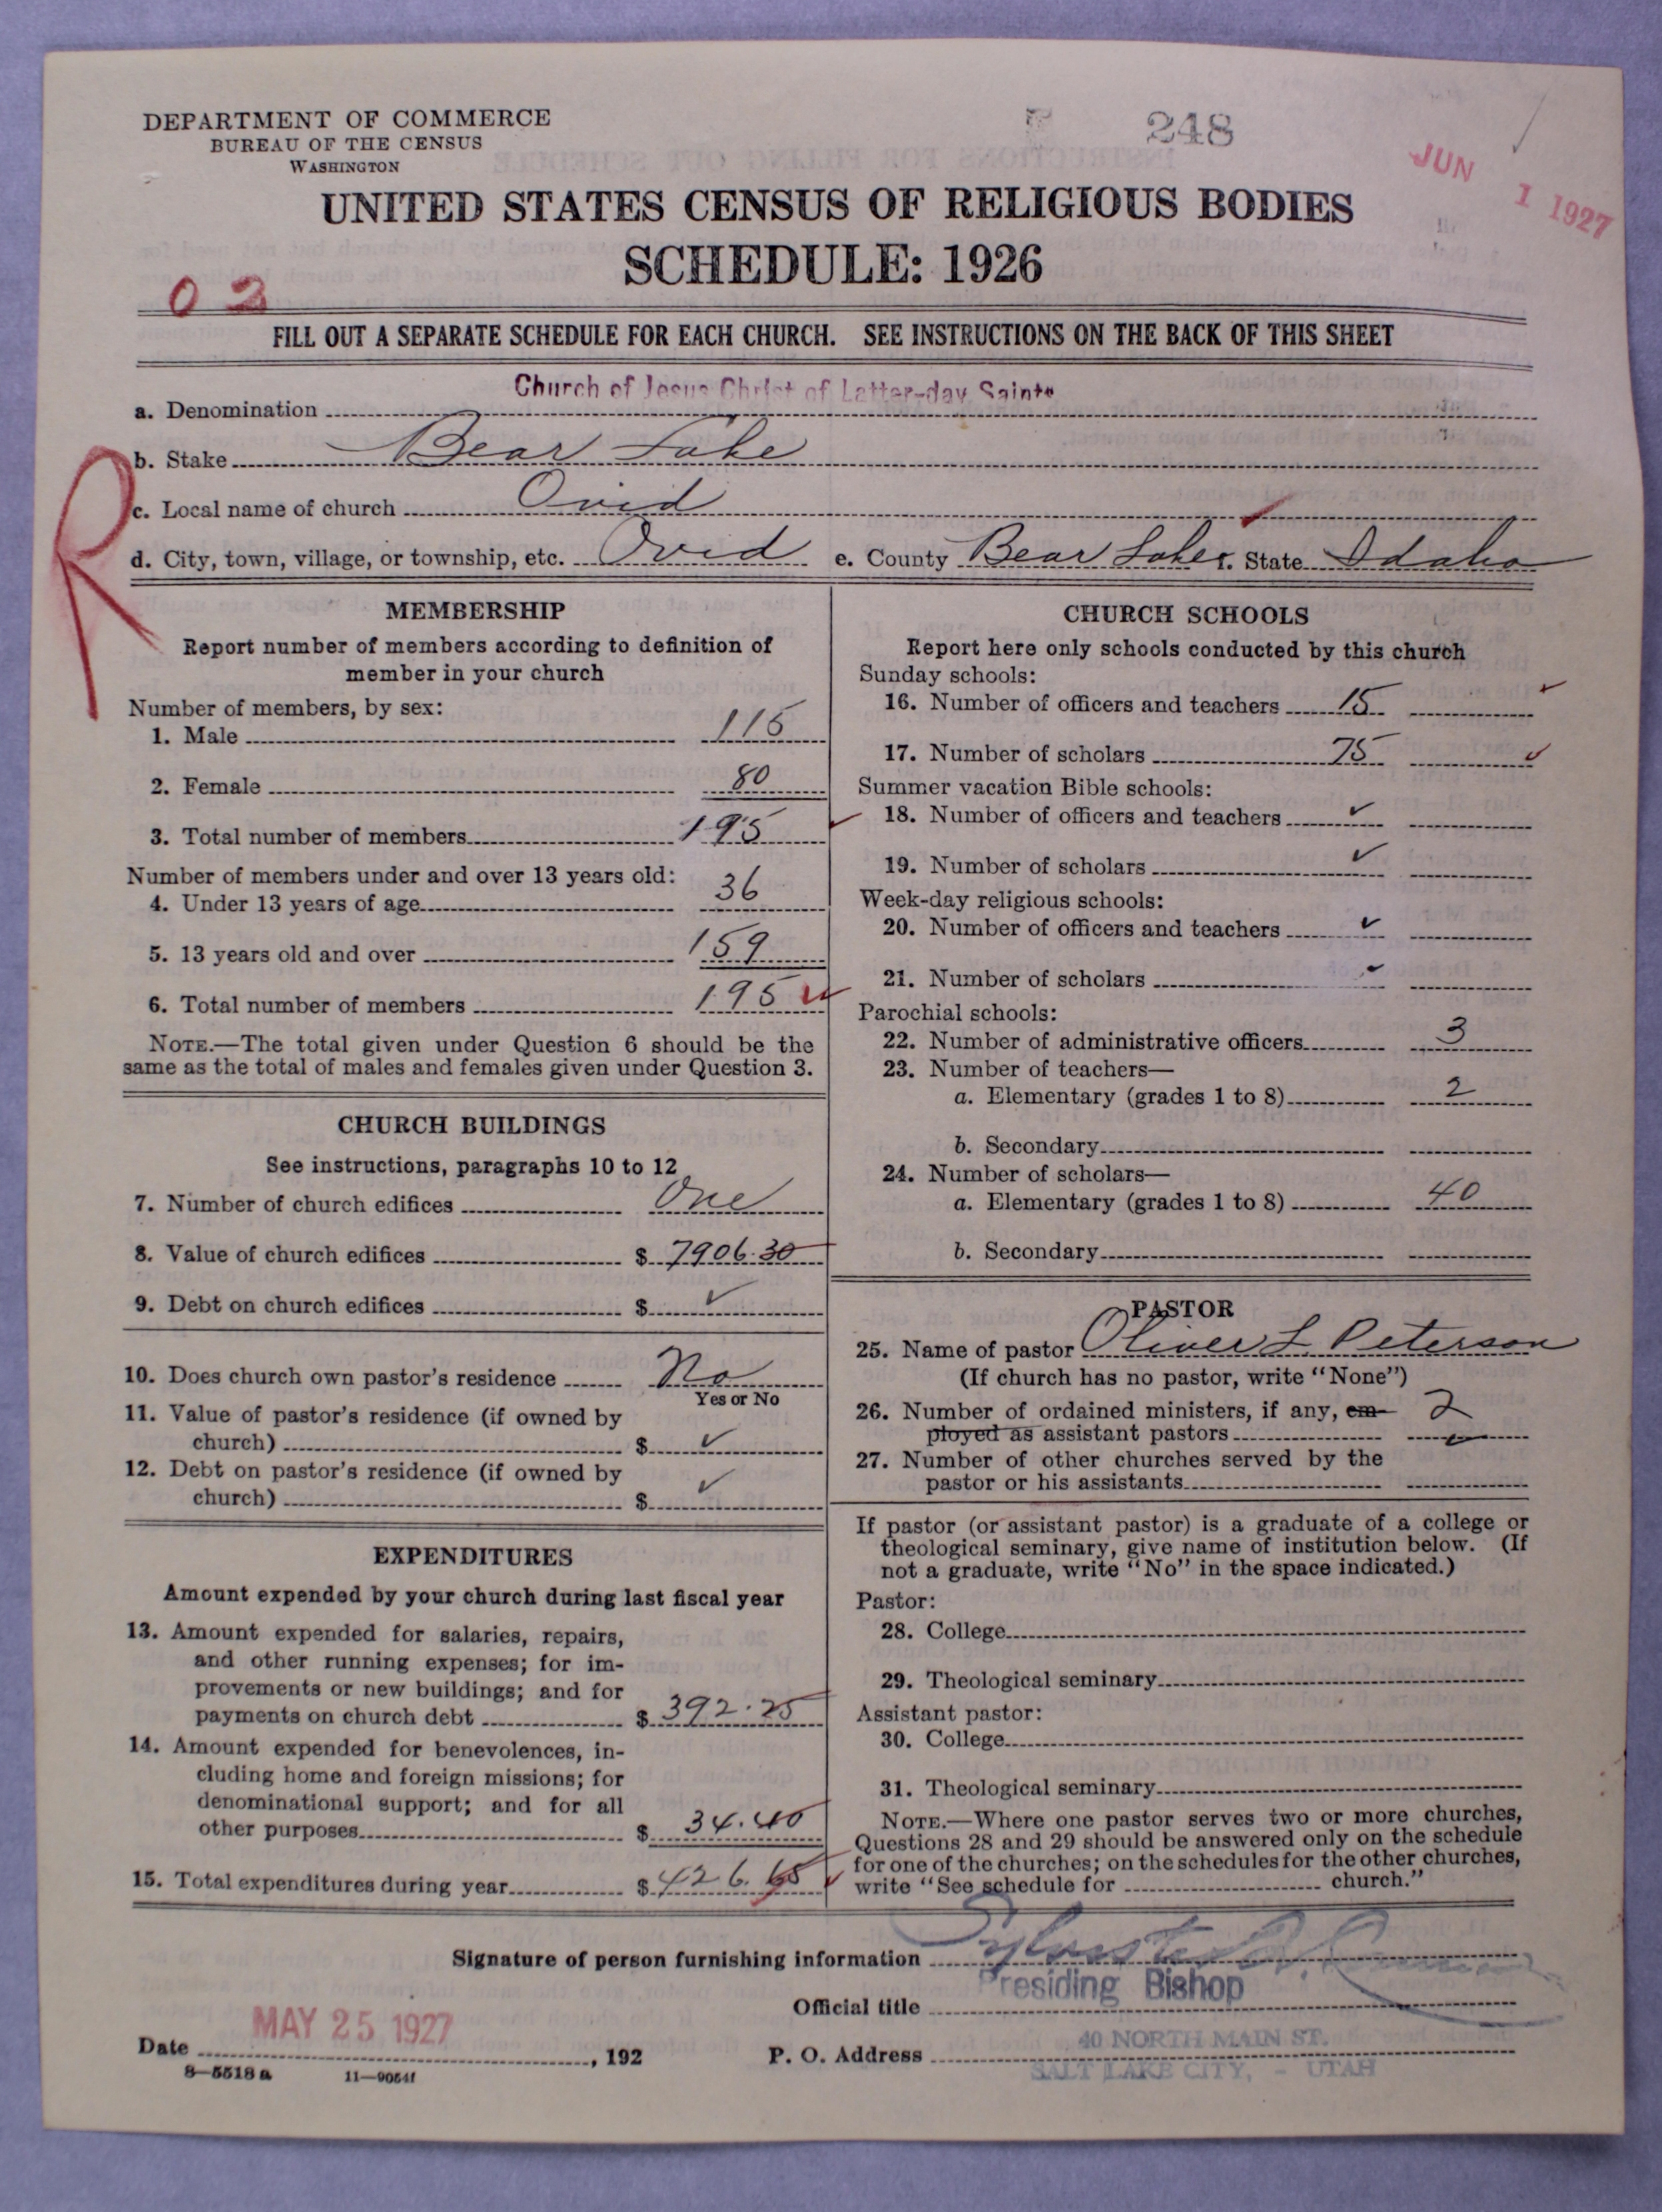 DEPARTMENT OF COMMERCE
BUREAU OF THE CENSUS
WASHINGTON
248
JUN 1 1927
UNITED STATES CENSUS OF RELIGIOUS BODIES
SCHEDULE: 1926
02
FILL OUT A SEPARATE SCHEDULE FOR EACH CHURCH. SEE INSTRUCTIONS ON THE BACK OF THIS SHEET
a. Denomination Church of Jesus Christ of Latter-day Saints
R
b. Stake Bear Lake
c. Local name of church Ovid
d. City, town, village, or township, etc. Ovid e. County Bear Lake f. State Idaho
MEMBERSHIP
Report number of members according to definition of
member in your church
Number of members, by sex:
1. Male 115
2. Female 80
3. Total number of members 195
Number of members under and over 13 years old:
4. Under 13 years of age 36
5. 13 years old and over 159
6. Total number of members 195
NOTE.—The total given under Question 6 should be the
same as the total of males and females given under Question 3.
CHURCH BUILDINGS
See instructions, paragraphs 10 to 12
7. Number of church edifices One
8. Value of church edifices $ 7906.30
9. Debt on church edifices $ ✓
10. Does church own pastor's residence No
Yes or No
11. Value of pastor's residence (if owned by
church) $ ✓
12. Debt on pastor's residence (if owned by
church) $ ✓
EXPENDITURES
Amount expended by your church during last fiscal year
13. Amount expended for salaries, repairs,
and other running expenses; for im-
provements or new buildings; and for
payments on church debt $ 392.25
14. Amount expended for benevolences, in-
cluding home and foreign missions; for
denominational support; and for all
other purposes $ 34.40
15. Total expenditures during year $ 426.65
CHURCH SCHOOLS
Report here only schools conducted by this church
Sunday schools:
16. Number of officers and teachers 15
17. Number of scholars 75
Summer vacation Bible schools:
18. Number of officers and teachers ✓
19. Number of scholars ✓
Week-day religious schools:
20. Number of officers and teachers ✓
21. Number of scholars ✓
Parochial schools:
22. Number of administrative officers 3
23. Number of teachers—
a. Elementary (grades 1 to 8) 2
b. Secondary
24. Number of scholars—
a. Elementary (grades 1 to 8) 40
b. Secondary
PASTOR
25. Name of pastor Oliver L Peterson
(If church has no pastor, write "None")
26. Number of ordained ministers, if any, em- 2
ployed as assistant pastors ✓
27. Number of other churches served by the
pastor or his assistants
If pastor (or assistant pastor) is a graduate of a college or
theological seminary, give name of institution below. (If
not a graduate, write "No" in the space indicated.)
Pastor:
28. College
29. Theological seminary
Assistant pastor:
30. College
31. Theological seminary
NOTE.—Where one pastor serves two or more churches,
Questions 28 and 29 should be answered only on the schedule
for one of the churches; on the schedules for the other churches,
write "See schedule for church."
Signature of person furnishing information Sylvester Q. Cannon
Official title Presiding Bishop
Date MAY 25 1927, 192
P. O. Address 40 NORTH MAIN ST.
SALT LAKE CITY, - UTAH
8—5518a 11—9064f